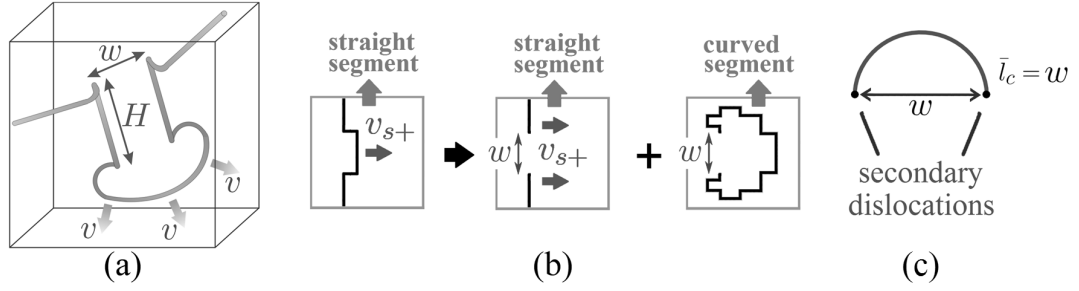 w
H
v
v
v
(a)
straight
segment
v_{s+}
straight
segment
w
v_{s+}
+
curved
segment
w
(b)
l̄_c = w
w
secondary
dislocations
(c)